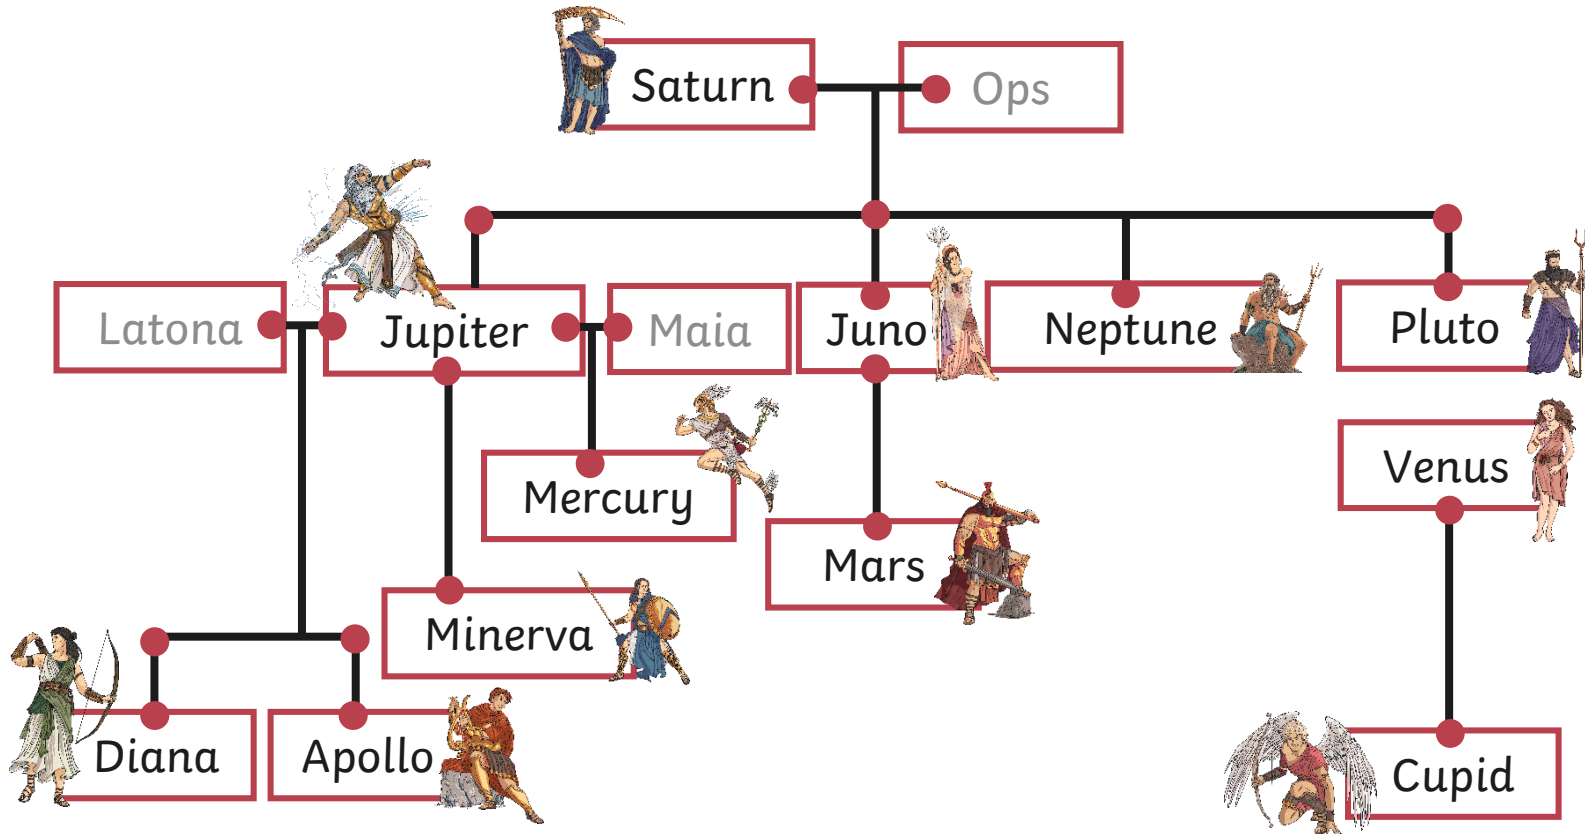 Saturn
Ops
Latona
Jupiter
Maia
Juno
Neptune
Pluto
Mercury
Venus
Mars
Minerva
Diana
Apollo
Cupid